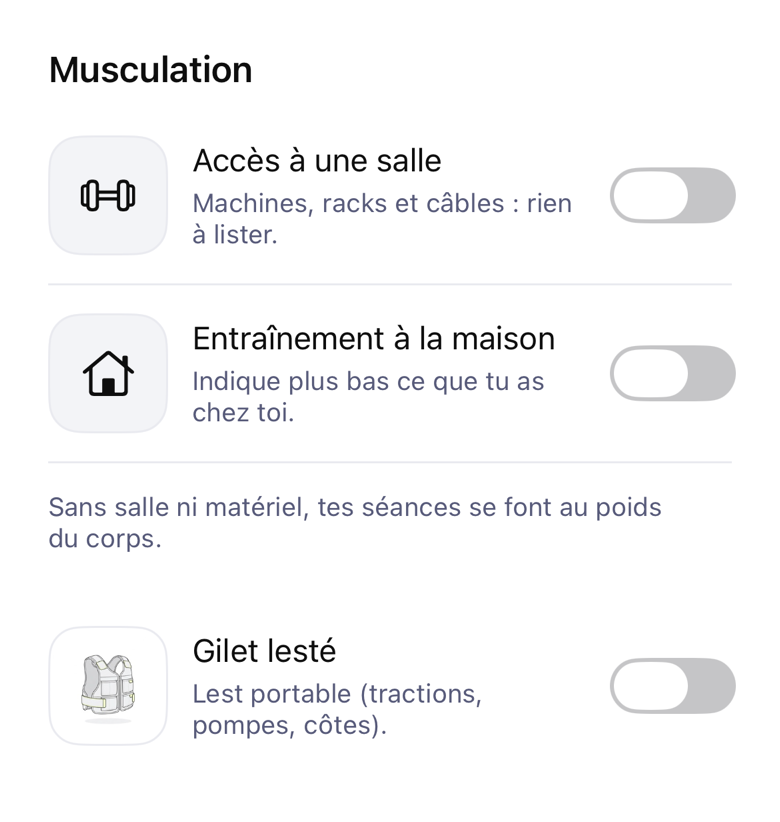 Musculation
Accès à une salle
Machines, racks et câbles : rien
à lister.
Entraînement à la maison
Indique plus bas ce que tu as
chez toi.
Sans salle ni matériel, tes séances se font au poids
du corps.
Gilet lesté
Lest portable (tractions,
pompes, côtes).